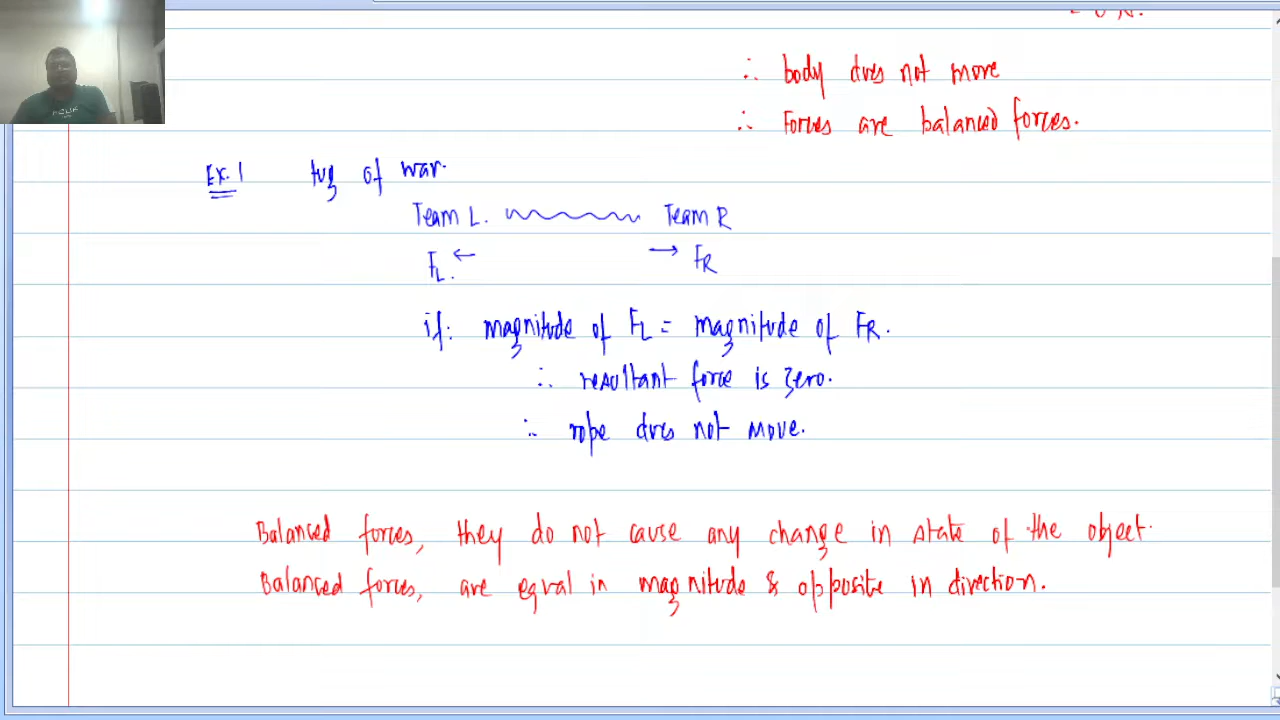 = 0 N.
∴ body does not move
∴ Forces are balanced forces.
Ex.1 tug of war.
Team L. Team R
FL. ← → FR
if: magnitude of FL = magnitude of FR.
∴ resultant force is zero.
∴ rope does not move.
Balanced forces, they do not cause any change in state of the object.
Balanced forces, are equal in magnitude & opposite in direction.